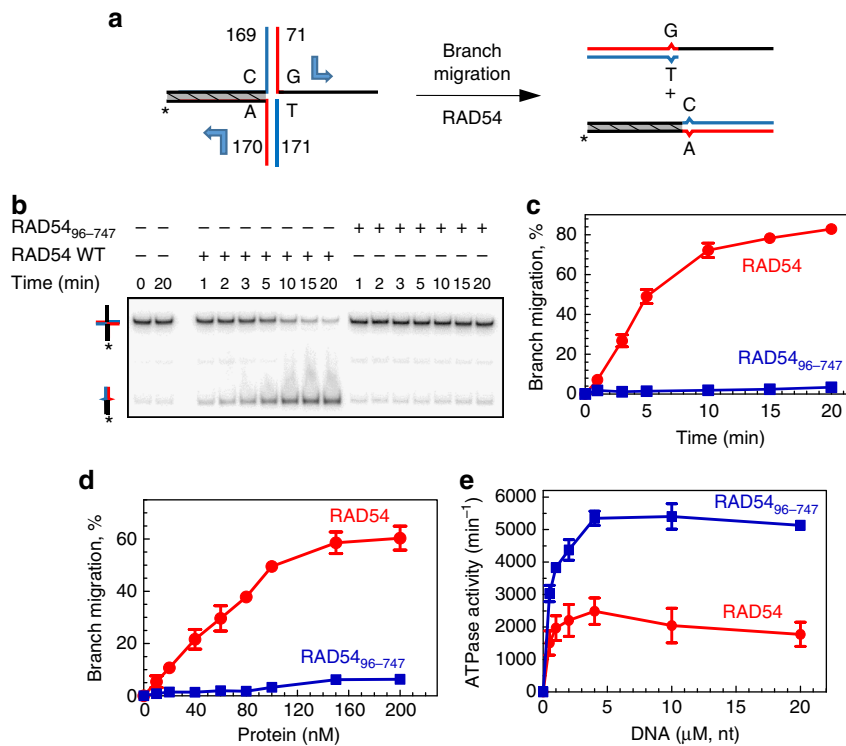 a
169 71
C G
A T
170 171
*
Branch
migration
RAD54
G
T
+
C
A
*
b
RAD5496–747 − − − − − − − − − + + + + + + +
RAD54 WT − − + + + + + + + − − − − − − −
Time (min) 0 20 1 2 3 5 10 15 20 1 2 3 5 10 15 20
*
*
c
Branch migration, %
80
60
40
20
0
0 5 10 15 20
Time (min)
RAD54
RAD5496–747
d
Branch migration, %
60
40
20
0
0 40 80 120 160 200
Protein (nM)
RAD54
RAD5496–747
e
ATPase activity (min−1)
6000
5000
4000
3000
2000
1000
0
0 5 10 15 20
DNA (μM, nt)
RAD5496–747
RAD54